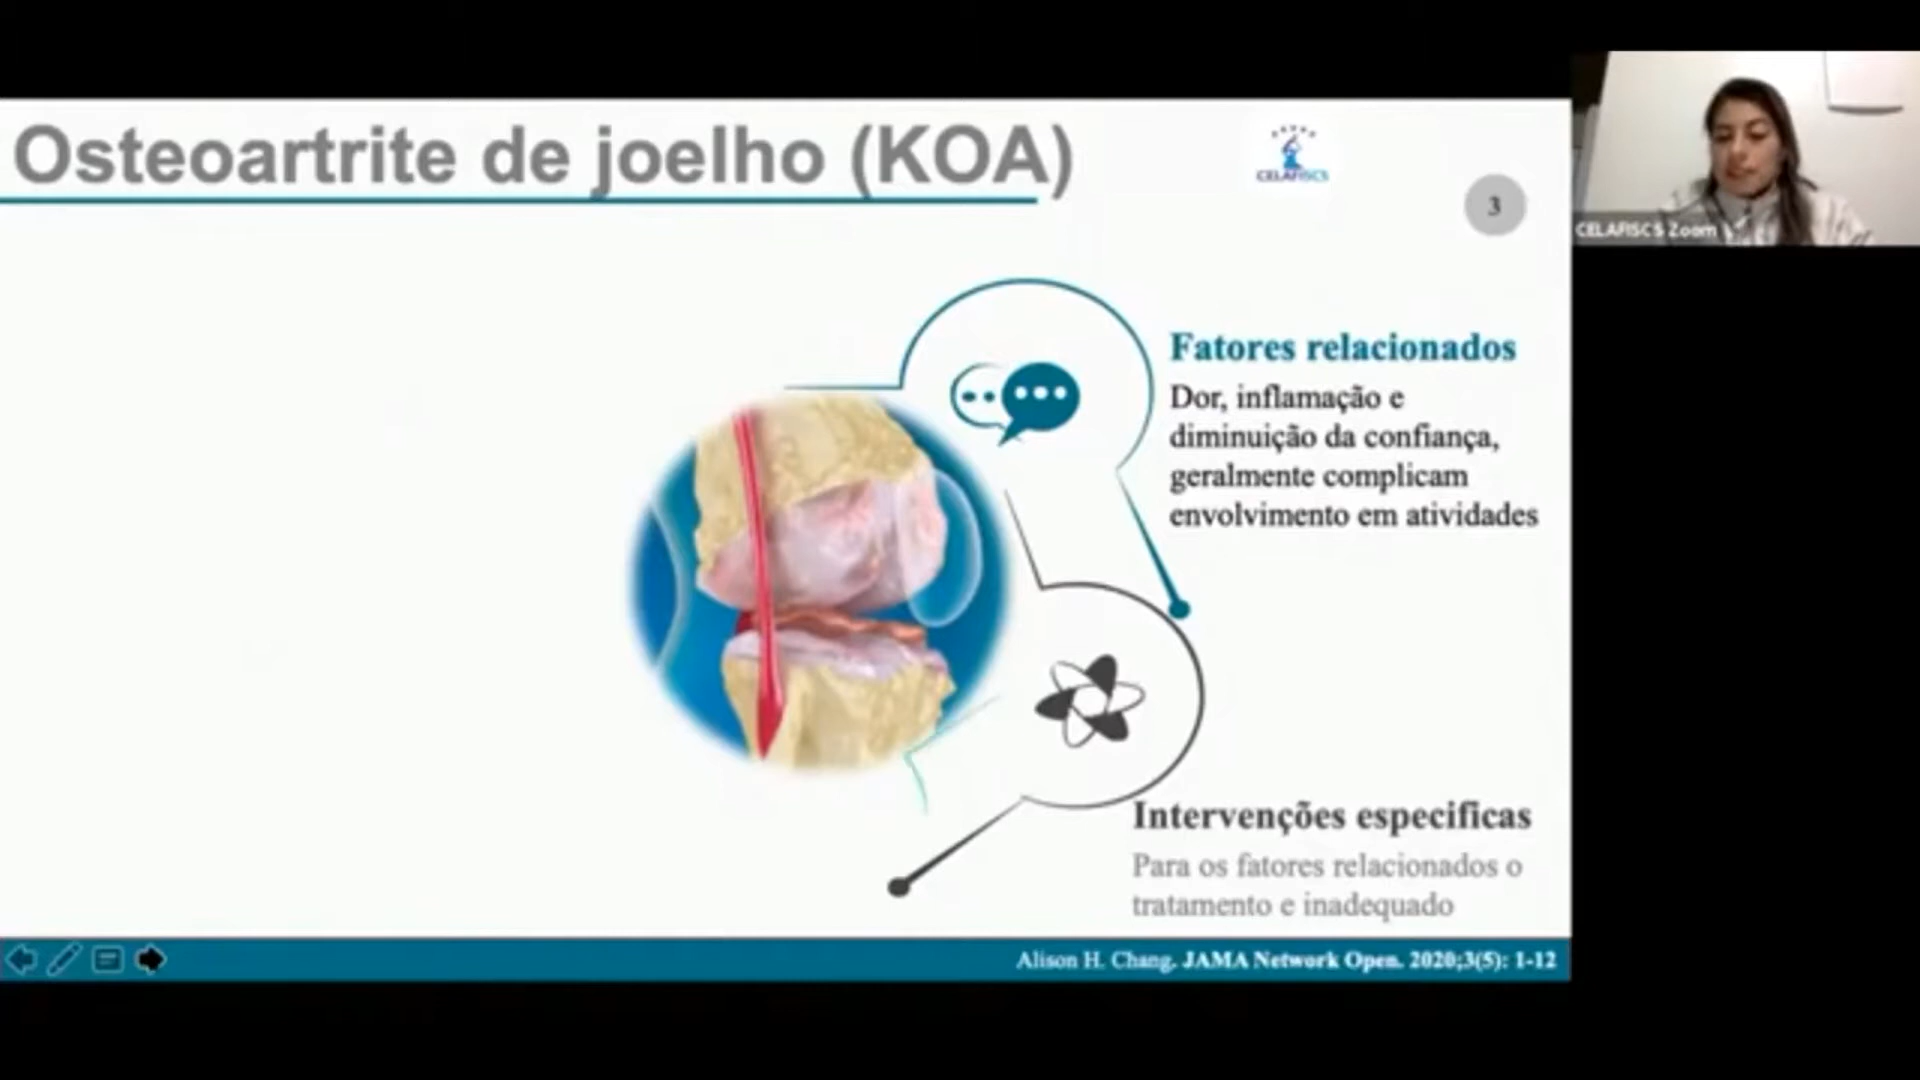 Osteoartrite de joelho (KOA)
CELAFISCS
3
CELAFISCS Zoom
Fatores relacionados
Dor, inflamação e
diminuição da confiança,
geralmente complicam
envolvimento em atividades
Intervenções especificas
Para os fatores relacionados o
tratamento e inadequado
Alison H. Chang. JAMA Network Open. 2020;3(5): 1-12